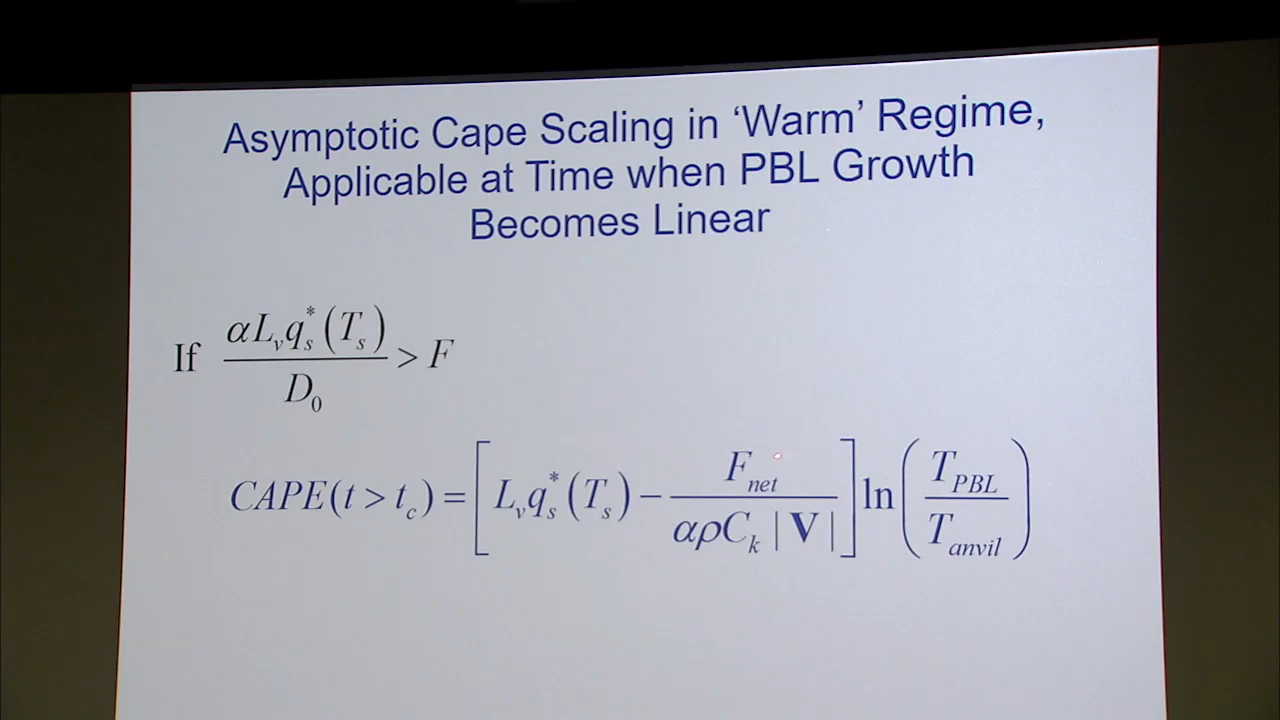 Asymptotic Cape Scaling in ‘Warm’ Regime,
Applicable at Time when PBL Growth
Becomes Linear
If αL_v q_s^*(T_s) / D_0 > F
CAPE(t > t_c) = [L_v q_s^*(T_s) − F_net / (αρC_k |V|)] ln(T_PBL / T_anvil)